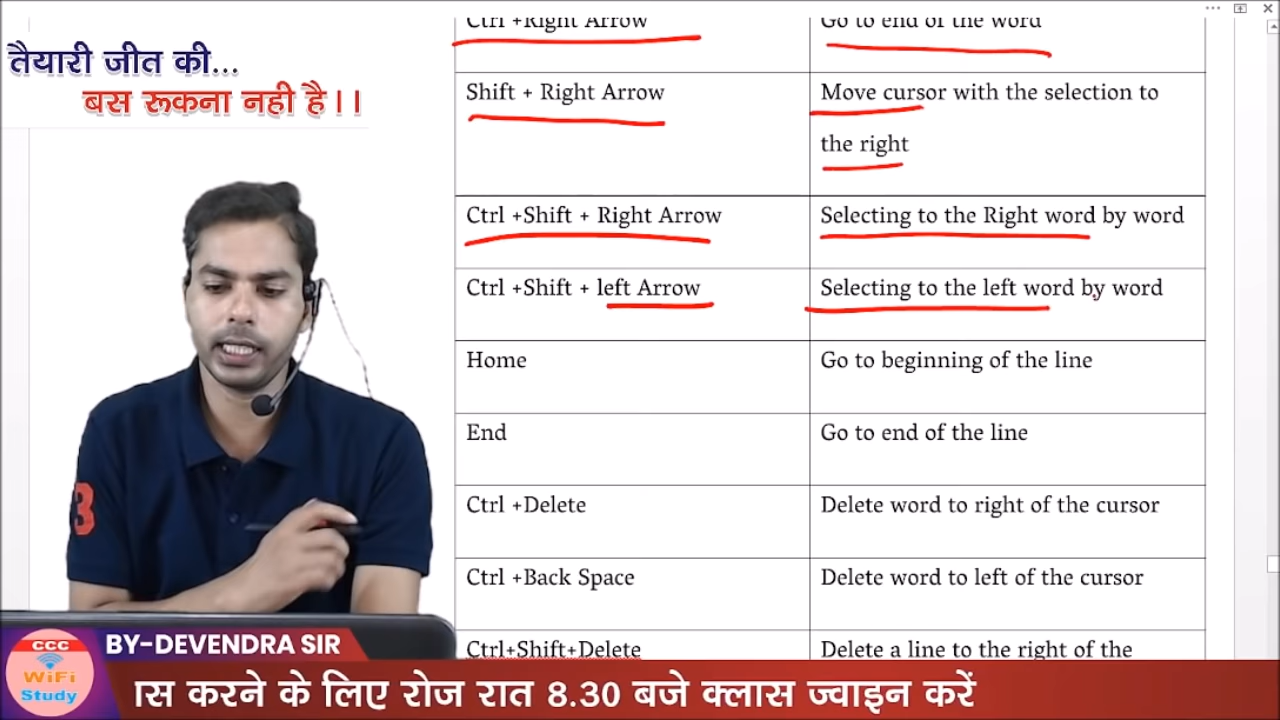 तैयारी जीत की...
बस रूकना नही है।।
Ctrl +Right Arrow
Go to end of the word
Shift + Right Arrow
Move cursor with the selection to
the right
Ctrl +Shift + Right Arrow
Selecting to the Right word by word
Ctrl +Shift + left Arrow
Selecting to the left word by word
Home
Go to beginning of the line
End
Go to end of the line
Ctrl +Delete
Delete word to right of the cursor
Ctrl +Back Space
Delete word to left of the cursor
Ctrl+Shift+Delete
Delete a line to the right of the
3
BY-DEVENDRA SIR
CCC
WiFi
Study
ास करने के लिए रोज रात 8.30 बजे क्लास ज्वाइन करें